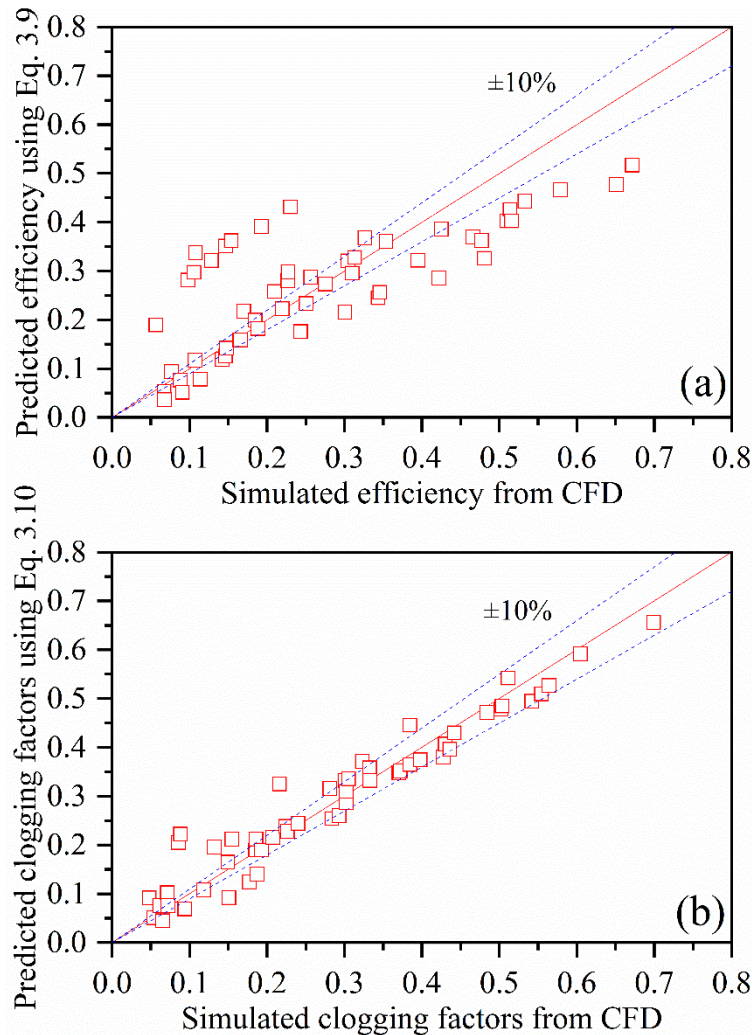 Predicted efficiency using Eq. 3.9
0.8
0.7
0.6
0.5
0.4
0.3
0.2
0.1
0.0
±10%
(a)
0.0 0.1 0.2 0.3 0.4 0.5 0.6 0.7 0.8
Simulated efficiency from CFD
Predicted clogging factors using Eq. 3.10
0.8
0.7
0.6
0.5
0.4
0.3
0.2
0.1
0.0
±10%
(b)
0.0 0.1 0.2 0.3 0.4 0.5 0.6 0.7 0.8
Simulated clogging factors from CFD